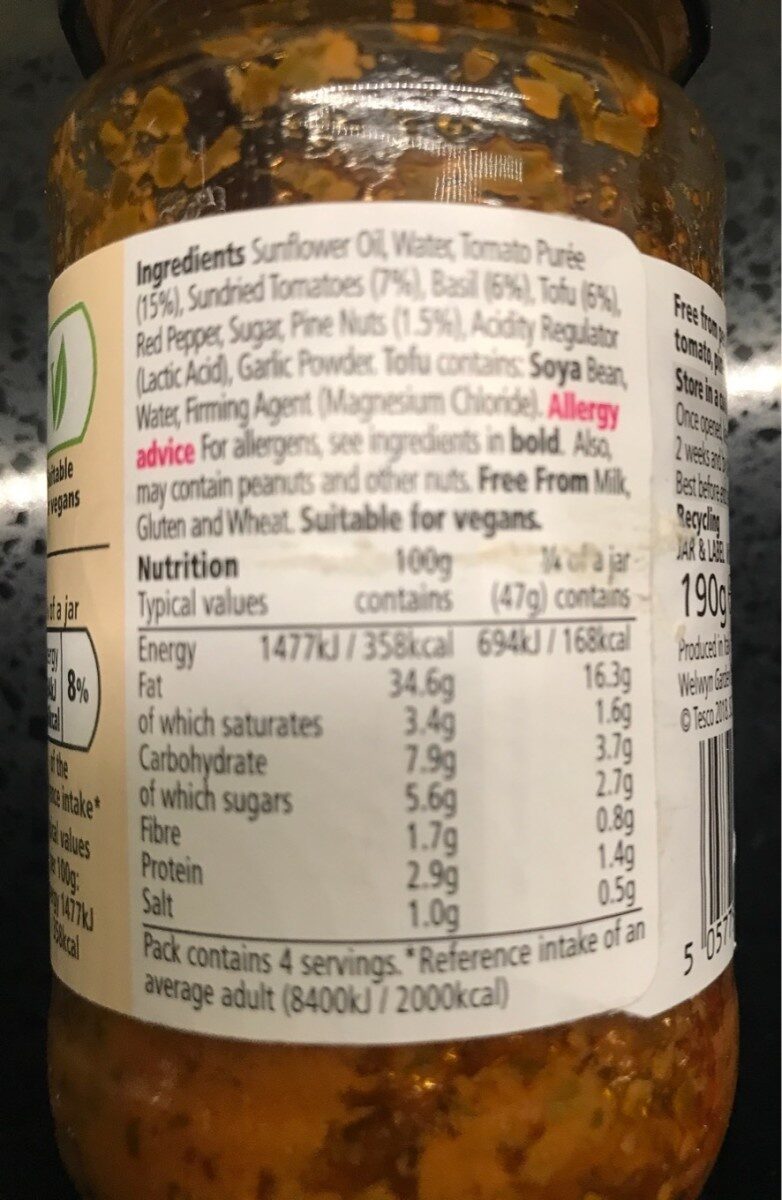 Ingredients Sunflower Oil, Water, Tomato Purée
(15%), Sundried Tomatoes (7%), Basil (6%), Tofu (6%),
Red Pepper, Sugar, Pine Nuts (1.5%), Acidity Regulator
(Lactic Acid), Garlic Powder. Tofu contains: Soya Bean,
Water, Firming Agent (Magnesium Chloride). Allergy
advice For allergens, see ingredients in bold. Also,
may contain peanuts and other nuts. Free From Milk,
Gluten and Wheat. Suitable for vegans.
Nutrition 100g ¼ of a jar
Typical values contains (47g) contains
Energy 1477kJ / 358kcal 694kJ / 168kcal
Fat 34.6g 16.3g
of which saturates 3.4g 1.6g
Carbohydrate 7.9g 3.7g
of which sugars 5.6g 2.7g
Fibre 1.7g 0.8g
Protein 2.9g 1.4g
Salt 1.0g 0.5g
Pack contains 4 servings. *Reference intake of an
average adult (8400kJ / 2000kcal)
vegans
of a jar
8%
of the
intake*
values
100g:
1477kJ
Free from
tomato,
Store in a
Once opened
2 weeks and
Best before
Recycling
JAR & LABEL
190g
Produced in
Welwyn Garden
© Tesco 2018.
5 057